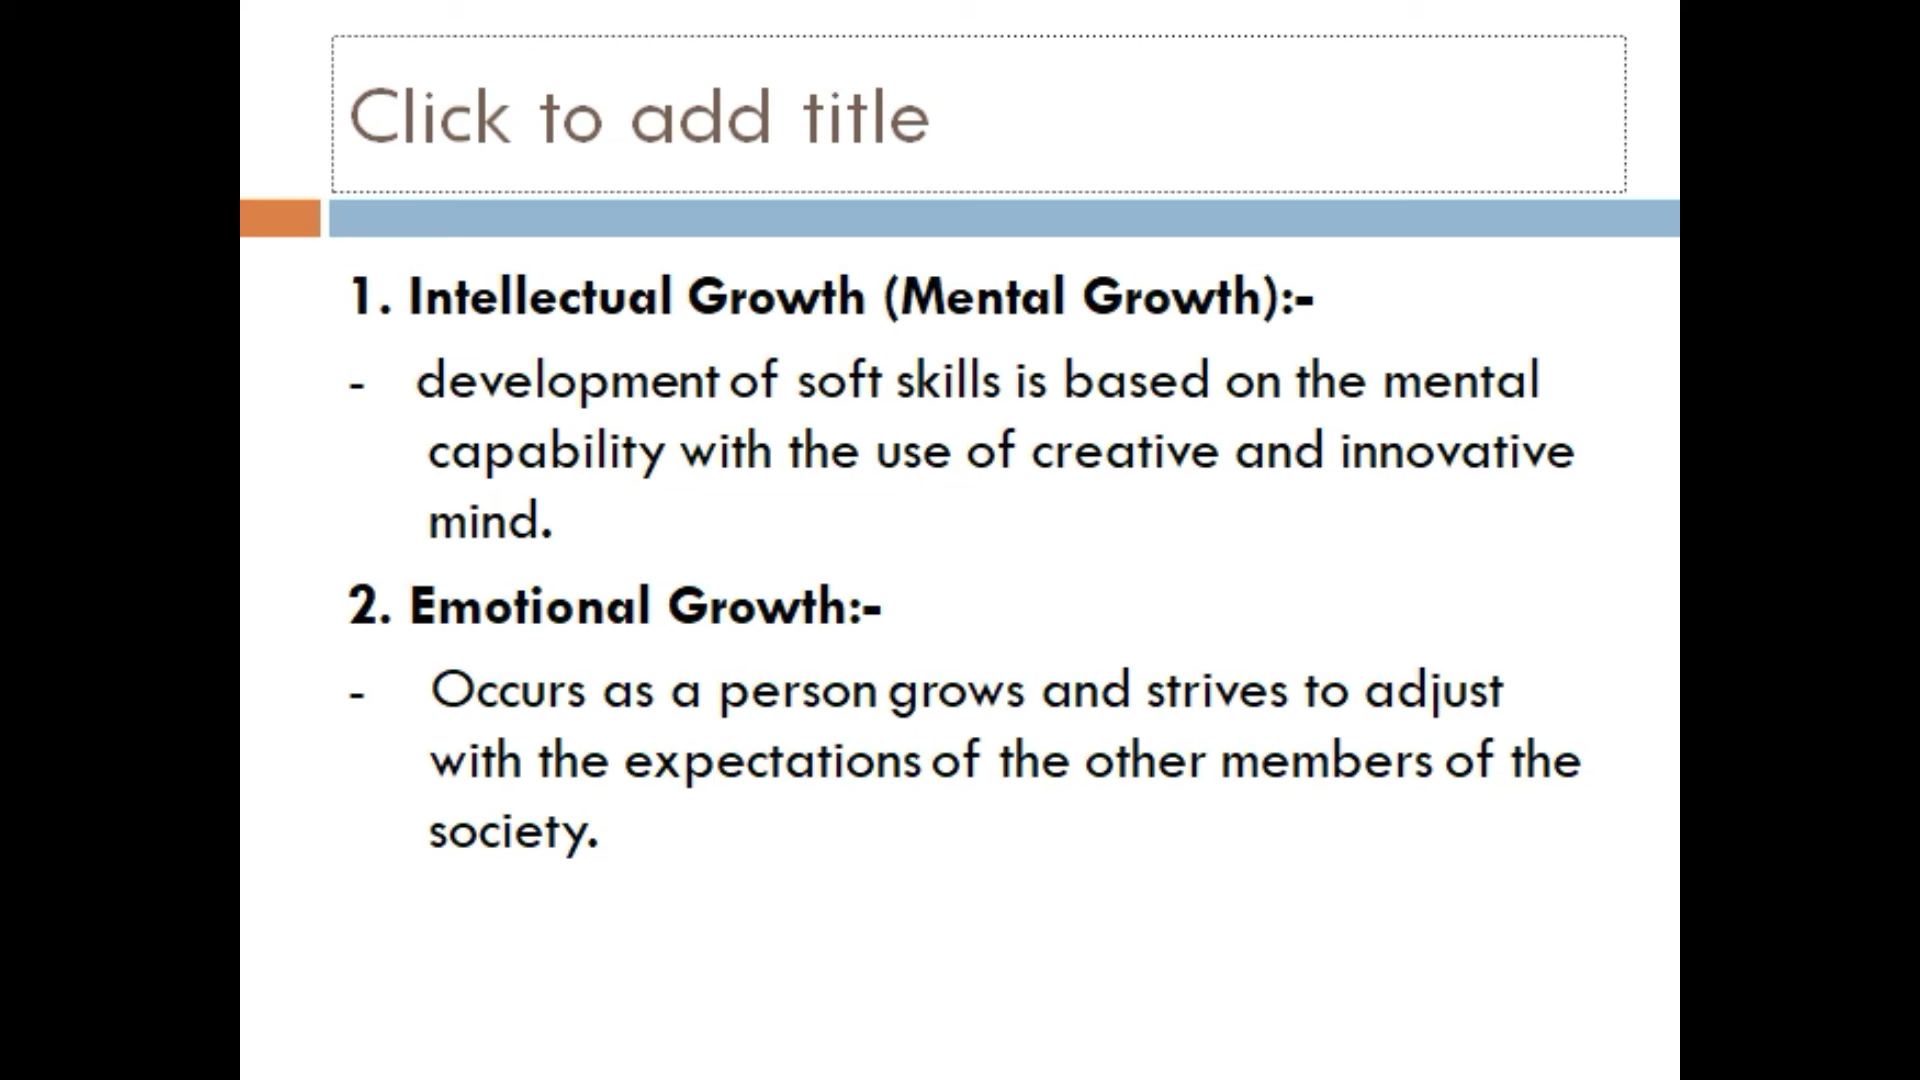 Click to add title
1. Intellectual Growth (Mental Growth):-
- development of soft skills is based on the mental
capability with the use of creative and innovative
mind.
2. Emotional Growth:-
- Occurs as a person grows and strives to adjust
with the expectations of the other members of the
society.